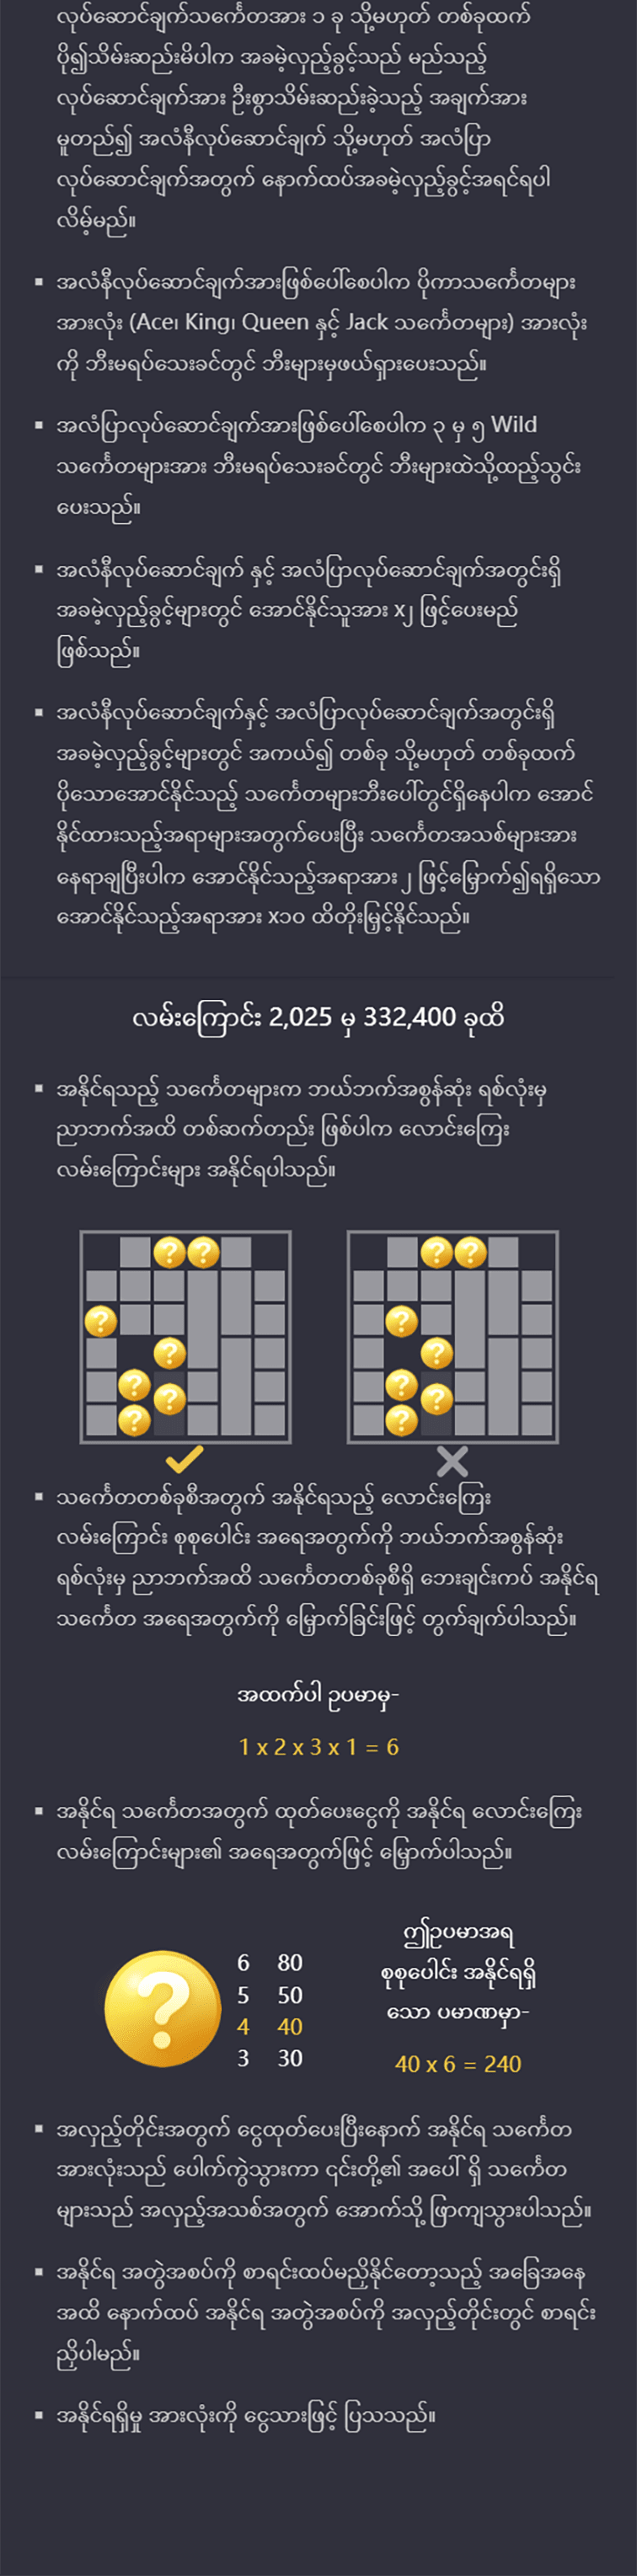 လုပ်ဆောင်ချက်သင်္ကေတအား ၁ ခု သို့မဟုတ် တစ်ခုထက်
ပို၍သိမ်းဆည်းမိပါက အခမဲ့လှည့်ခွင့်သည် မည်သည့်
လုပ်ဆောင်ချက်အား ဦးစွာသိမ်းဆည်းခဲ့သည့် အချက်အား
မူတည်၍ အလံနီလုပ်ဆောင်ချက် သို့မဟုတ် အလံပြာ
လုပ်ဆောင်ချက်အတွက် နောက်ထပ်အခမဲ့လှည့်ခွင့်အရင်ရပါ
လိမ့်မည်။
▪ အလံနီလုပ်ဆောင်ချက်အားဖြစ်ပေါ်စေပါက ပိုကာသင်္ကေတများ
အားလုံး (Ace၊ King၊ Queen နှင့် Jack သင်္ကေတများ) အားလုံး
ကို ဘီးမရပ်သေးခင်တွင် ဘီးများမှဖယ်ရှားပေးသည်။
▪ အလံပြာလုပ်ဆောင်ချက်အားဖြစ်ပေါ်စေပါက ၃ မှ ၅ Wild
သင်္ကေတများအား ဘီးမရပ်သေးခင်တွင် ဘီးများထဲသို့ထည့်သွင်း
ပေးသည်။
▪ အလံနီလုပ်ဆောင်ချက် နှင့် အလံပြာလုပ်ဆောင်ချက်အတွင်းရှိ
အခမဲ့လှည့်ခွင့်များတွင် အောင်နိုင်သူအား x၂ ဖြင့်ပေးမည်
ဖြစ်သည်။
▪ အလံနီလုပ်ဆောင်ချက်နှင့် အလံပြာလုပ်ဆောင်ချက်အတွင်းရှိ
အခမဲ့လှည့်ခွင့်များတွင် အကယ်၍ တစ်ခု သို့မဟုတ် တစ်ခုထက်
ပိုသောအောင်နိုင်သည့် သင်္ကေတများဘီးပေါ်တွင်ရှိနေပါက အောင်
နိုင်ထားသည့်အရာများအတွက်ပေးပြီး သင်္ကေတအသစ်များအား
နေရာချပြီးပါက အောင်နိုင်သည့်အရာအား ၂ ဖြင့်မြှောက်၍ရရှိသော
အောင်နိုင်သည့်အရာအား x၁၀ ထိတိုးမြှင့်နိုင်သည်။
လမ်းကြောင်း 2,025 မှ 332,400 ခုထိ
▪ အနိုင်ရသည့် သင်္ကေတများက ဘယ်ဘက်အစွန်ဆုံး ရစ်လုံးမှ
ညာဘက်အထိ တစ်ဆက်တည်း ဖြစ်ပါက လောင်းကြေး
လမ်းကြောင်းများ အနိုင်ရပါသည်။
▪ သင်္ကေတတစ်ခုစီအတွက် အနိုင်ရသည့် လောင်းကြေး
လမ်းကြောင်း စုစုပေါင်း အရေအတွက်ကို ဘယ်ဘက်အစွန်ဆုံး
ရစ်လုံးမှ ညာဘက်အထိ သင်္ကေတတစ်ခုစီရှိ ဘေးချင်းကပ် အနိုင်ရ
သင်္ကေတ အရေအတွက်ကို မြှောက်ခြင်းဖြင့် တွက်ချက်ပါသည်။
အထက်ပါ ဥပမာမှ-
1 x 2 x 3 x 1 = 6
▪ အနိုင်ရ သင်္ကေတအတွက် ထုတ်ပေးငွေကို အနိုင်ရ လောင်းကြေး
လမ်းကြောင်းများ၏ အရေအတွက်ဖြင့် မြှောက်ပါသည်။
6 80
5 50
4 40
3 30
ဤဥပမာအရ
စုစုပေါင်း အနိုင်ရရှိ
သော ပမာဏမှာ-
40 x 6 = 240
▪ အလှည့်တိုင်းအတွက် ငွေထုတ်ပေးပြီးနောက် အနိုင်ရ သင်္ကေတ
အားလုံးသည် ပေါက်ကွဲသွားကာ ၎င်းတို့၏ အပေါ် ရှိ သင်္ကေတ
များသည် အလှည့်အသစ်အတွက် အောက်သို့ ဖြာကျသွားပါသည်။
▪ အနိုင်ရ အတွဲအစပ်ကို စာရင်းထပ်မညှိနိုင်တော့သည့် အခြေအနေ
အထိ နောက်ထပ် အနိုင်ရ အတွဲအစပ်ကို အလှည့်တိုင်းတွင် စာရင်း
ညှိပါမည်။
▪ အနိုင်ရရှိမှု အားလုံးကို ငွေသားဖြင့် ပြသသည်။